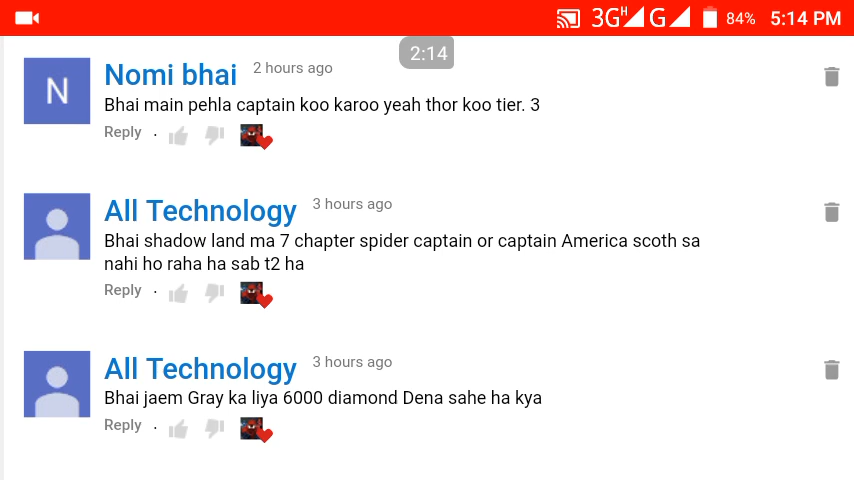 3G H G 84% 5:14 PM
2:14
N
Nomi bhai 2 hours ago
Bhai main pehla captain koo karoo yeah thor koo tier. 3
Reply .
All Technology 3 hours ago
Bhai shadow land ma 7 chapter spider captain or captain America scoth sa
nahi ho raha ha sab t2 ha
Reply .
All Technology 3 hours ago
Bhai jaem Gray ka liya 6000 diamond Dena sahe ha kya
Reply .